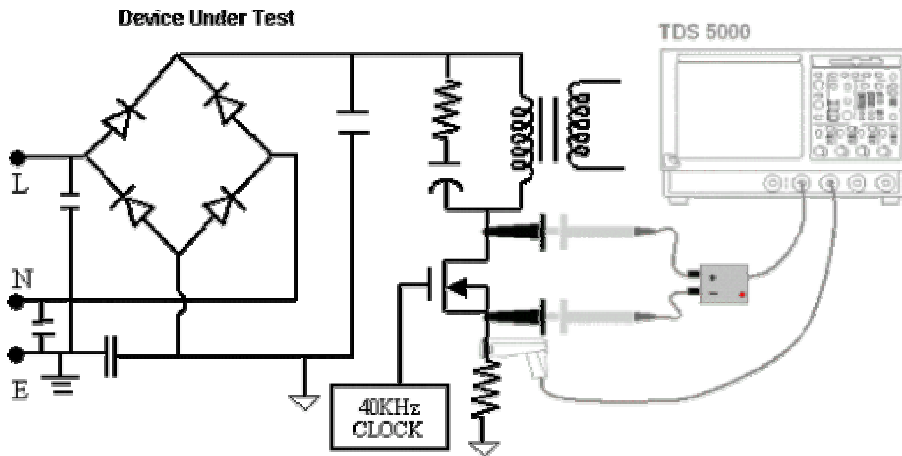 Device Under Test
TDS 5000
L
N
E
40KHz
CLOCK